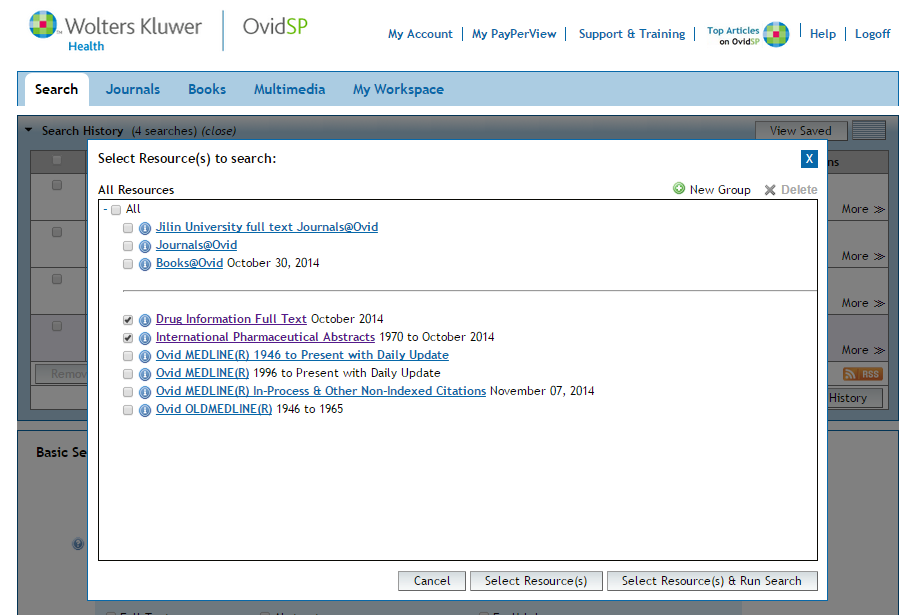 Wolters Kluwer OvidSP
Health
My Account | My PayPerView | Support & Training | Top Articles on OvidSP | Help | Logoff
Search Journals Books Multimedia My Workspace
Search History (4 searches) (close) View Saved
Select Resource(s) to search: X
ns
All Resources New Group Delete
- All
More >>
Jilin University full text Journals@Ovid
Journals@Ovid
More >>
Books@Ovid October 30, 2014
More >>
Drug Information Full Text October 2014
International Pharmaceutical Abstracts 1970 to October 2014
More >>
Ovid MEDLINE(R) 1946 to Present with Daily Update
Remov Ovid MEDLINE(R) 1996 to Present with Daily Update RSS
Ovid MEDLINE(R) In-Process & Other Non-Indexed Citations November 07, 2014
History
Ovid OLDMEDLINE(R) 1946 to 1965
Basic Se
Cancel Select Resource(s) Select Resource(s) & Run Search